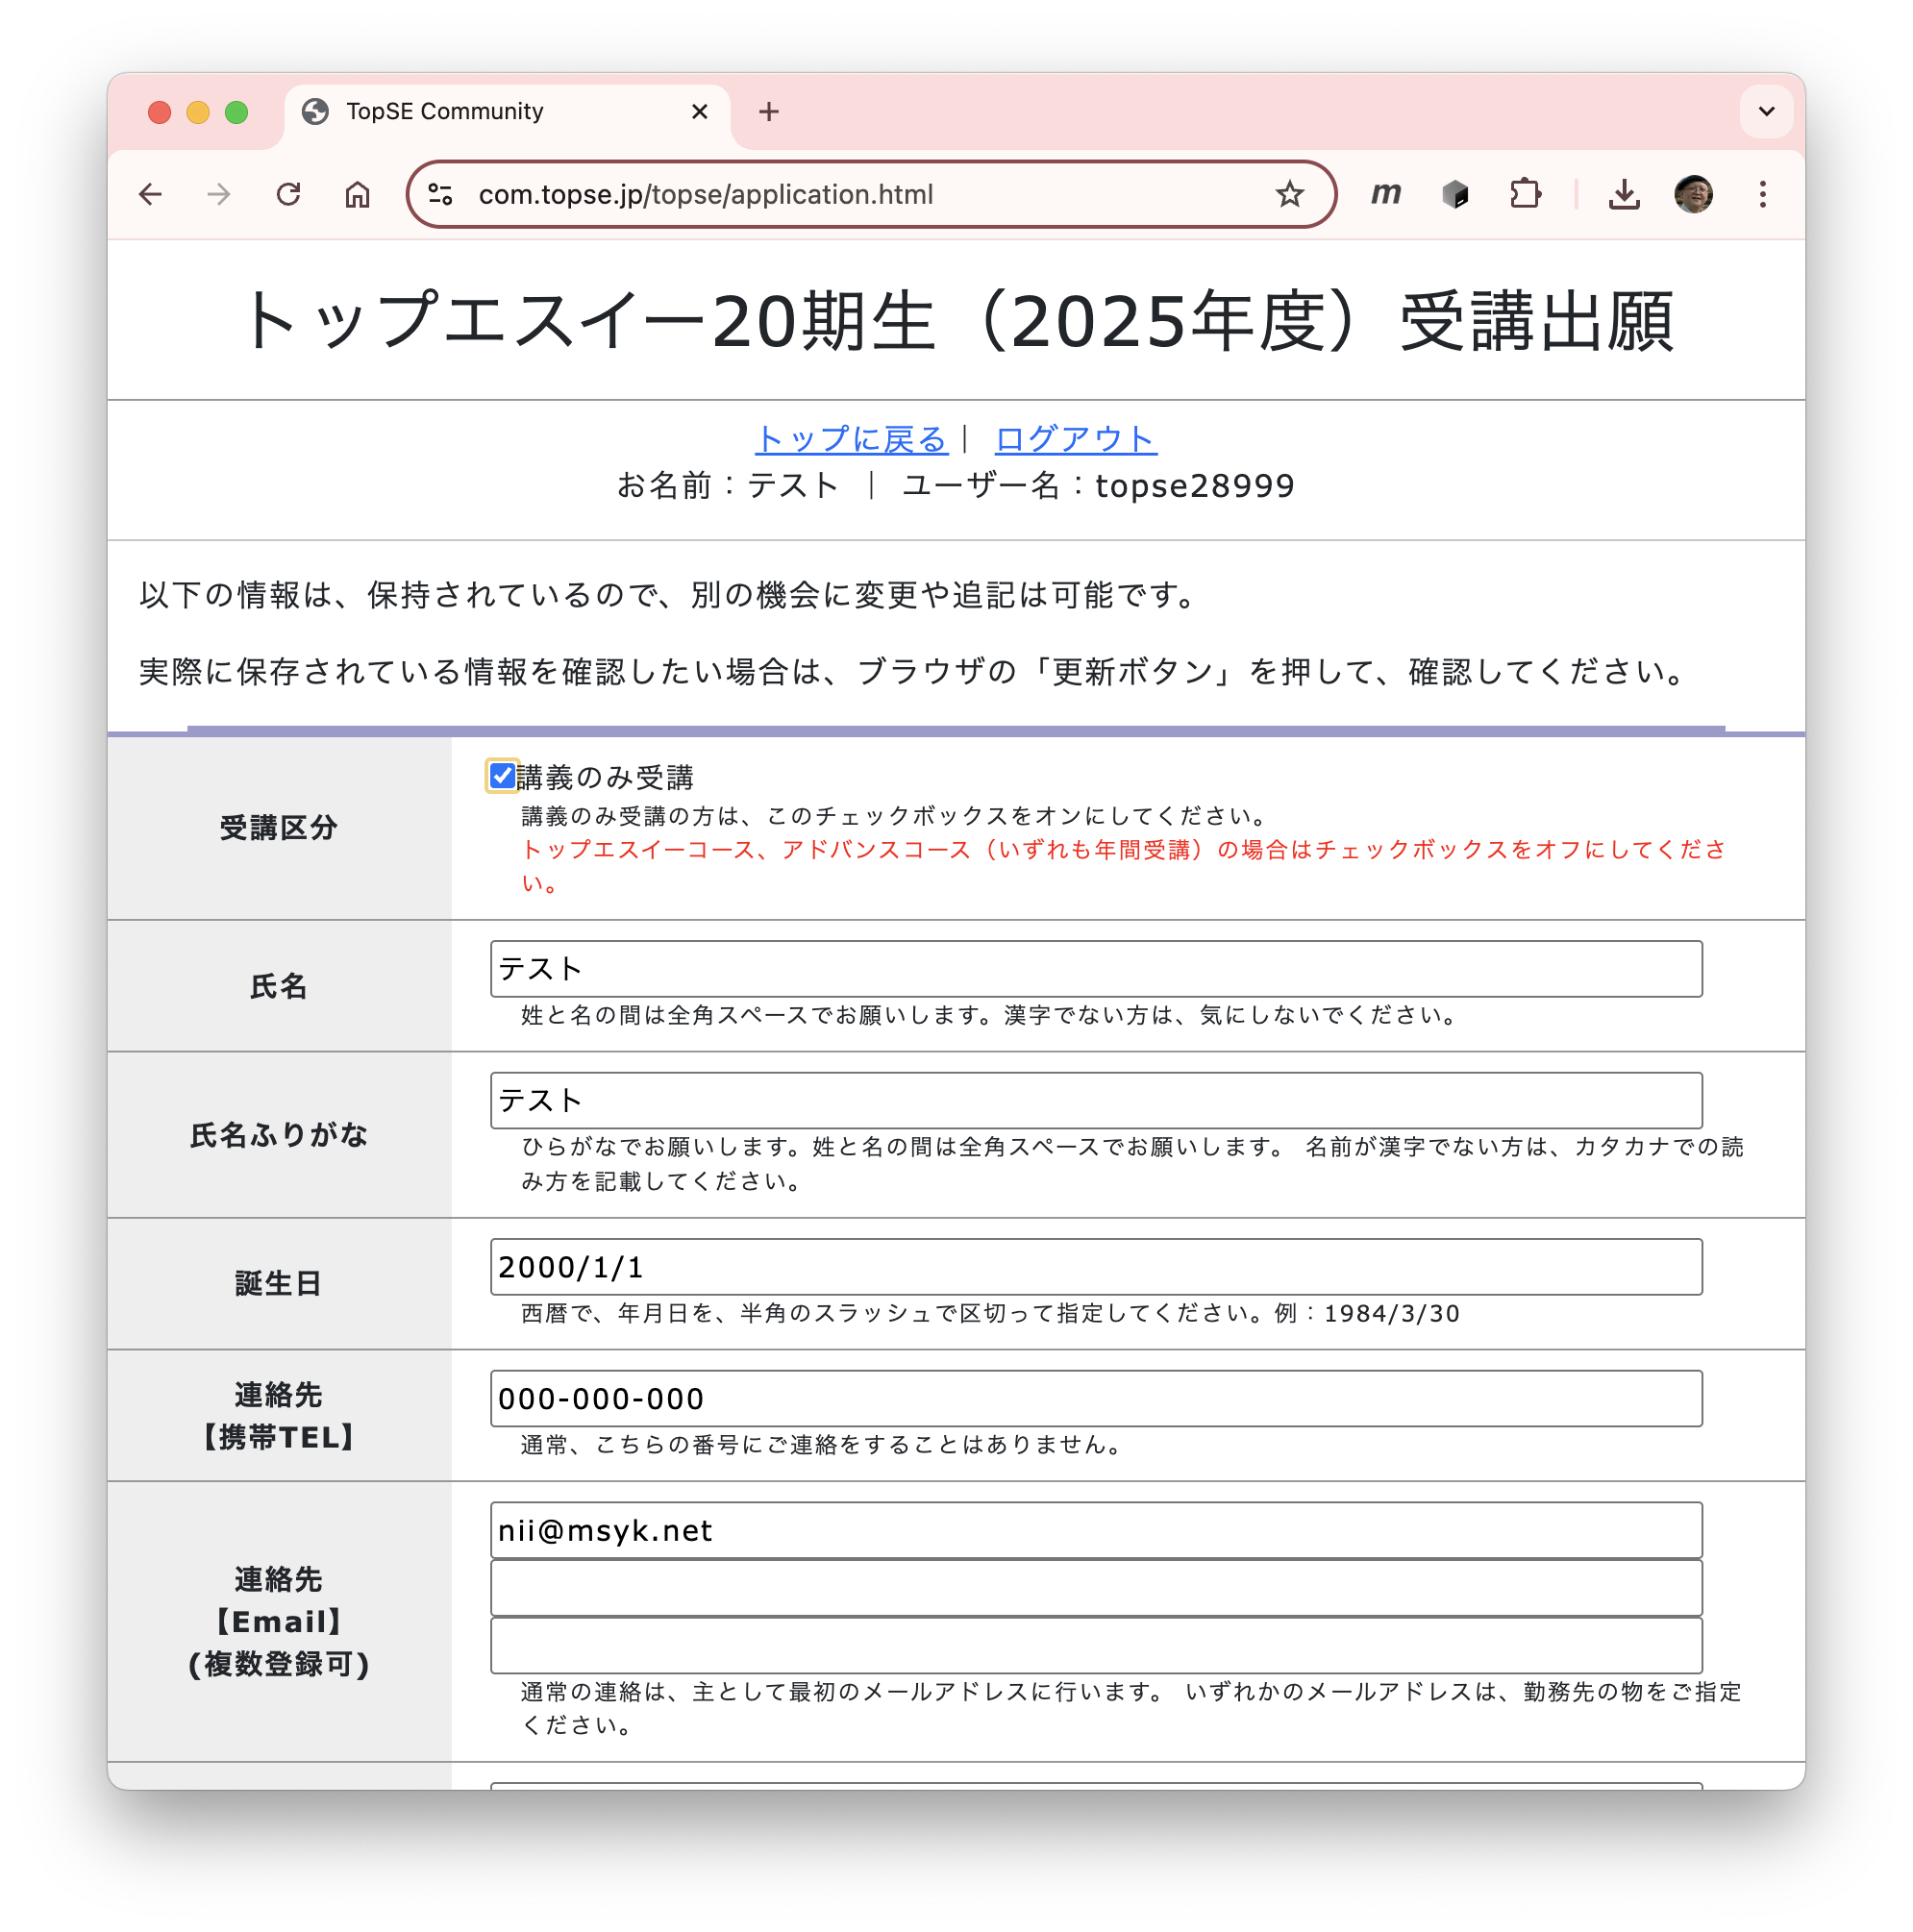 TopSE Community
com.topse.jp/topse/application.html
m
トップエスイー20期生（2025年度）受講出願
トップに戻る｜ ログアウト
お名前：テスト ｜ ユーザー名：topse28999
以下の情報は、保持されているので、別の機会に変更や追記は可能です。
実際に保存されている情報を確認したい場合は、ブラウザの「更新ボタン」を押して、確認してください。
受講区分
講義のみ受講
講義のみ受講の方は、このチェックボックスをオンにしてください。
トップエスイーコース、アドバンスコース（いずれも年間受講）の場合はチェックボックスをオフにしてくださ
い。
氏名
テスト
姓と名の間は全角スペースでお願いします。漢字でない方は、気にしないでください。
氏名ふりがな
テスト
ひらがなでお願いします。姓と名の間は全角スペースでお願いします。 名前が漢字でない方は、カタカナでの読
み方を記載してください。
誕生日
2000/1/1
西暦で、年月日を、半角のスラッシュで区切って指定してください。例：1984/3/30
連絡先
【携帯TEL】
000-000-000
通常、こちらの番号にご連絡をすることはありません。
連絡先
【Email】
(複数登録可)
nii@msyk.net
通常の連絡は、主として最初のメールアドレスに行います。 いずれかのメールアドレスは、勤務先の物をご指定
ください。